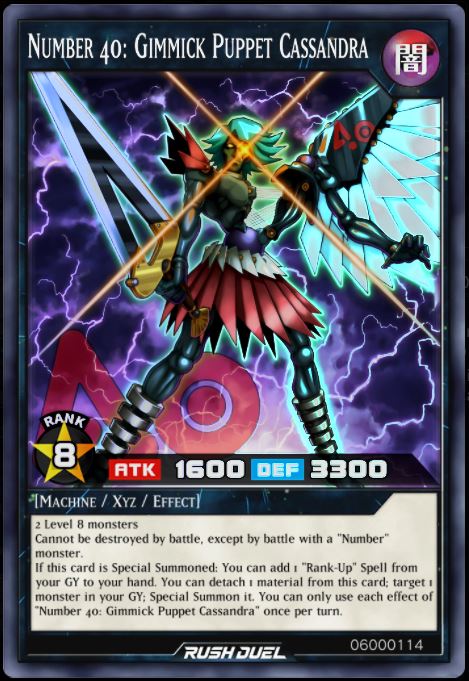 Number 40: Gimmick Puppet Cassandra
闇
40
40
RANK
8
ATK 1600 DEF 3300
[Machine / Xyz / Effect]
2 Level 8 monsters
Cannot be destroyed by battle, except by battle with a "Number"
monster.
If this card is Special Summoned: You can add 1 "Rank-Up" Spell from
your GY to your hand. You can detach 1 material from this card; target 1
monster in your GY; Special Summon it. You can only use each effect of
"Number 40: Gimmick Puppet Cassandra" once per turn.
RUSH DUEL
06000114